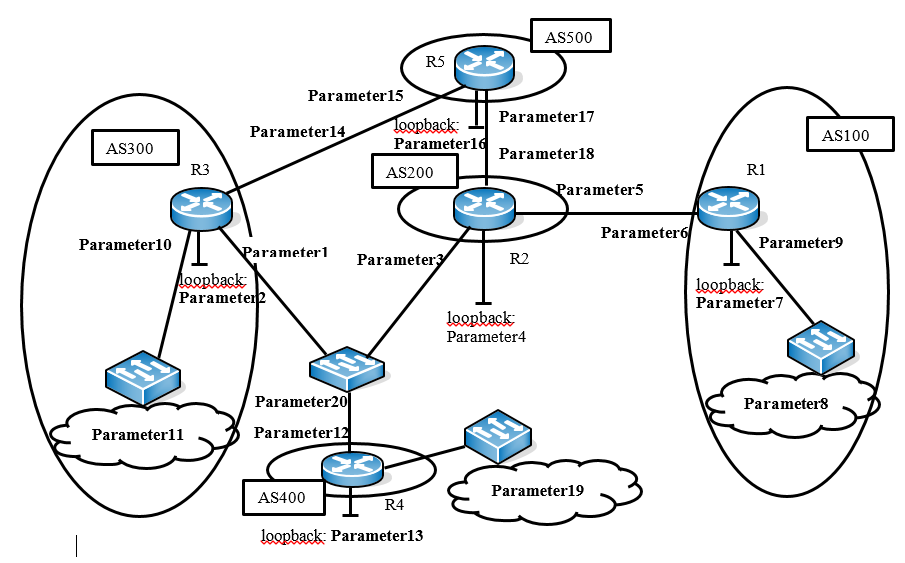 AS500
R5
Parameter15
loopback:
Parameter17
Parameter14
Parameter16
AS300
AS100
Parameter18
R3
AS200
R1
Parameter5
Parameter10
Parameter1
Parameter3
R2
Parameter6
Parameter9
loopback:
Parameter2
loopback:
Parameter7
loopback:
Parameter4
Parameter20
Parameter8
Parameter11
Parameter12
Parameter19
AS400
R4
loopback: Parameter13